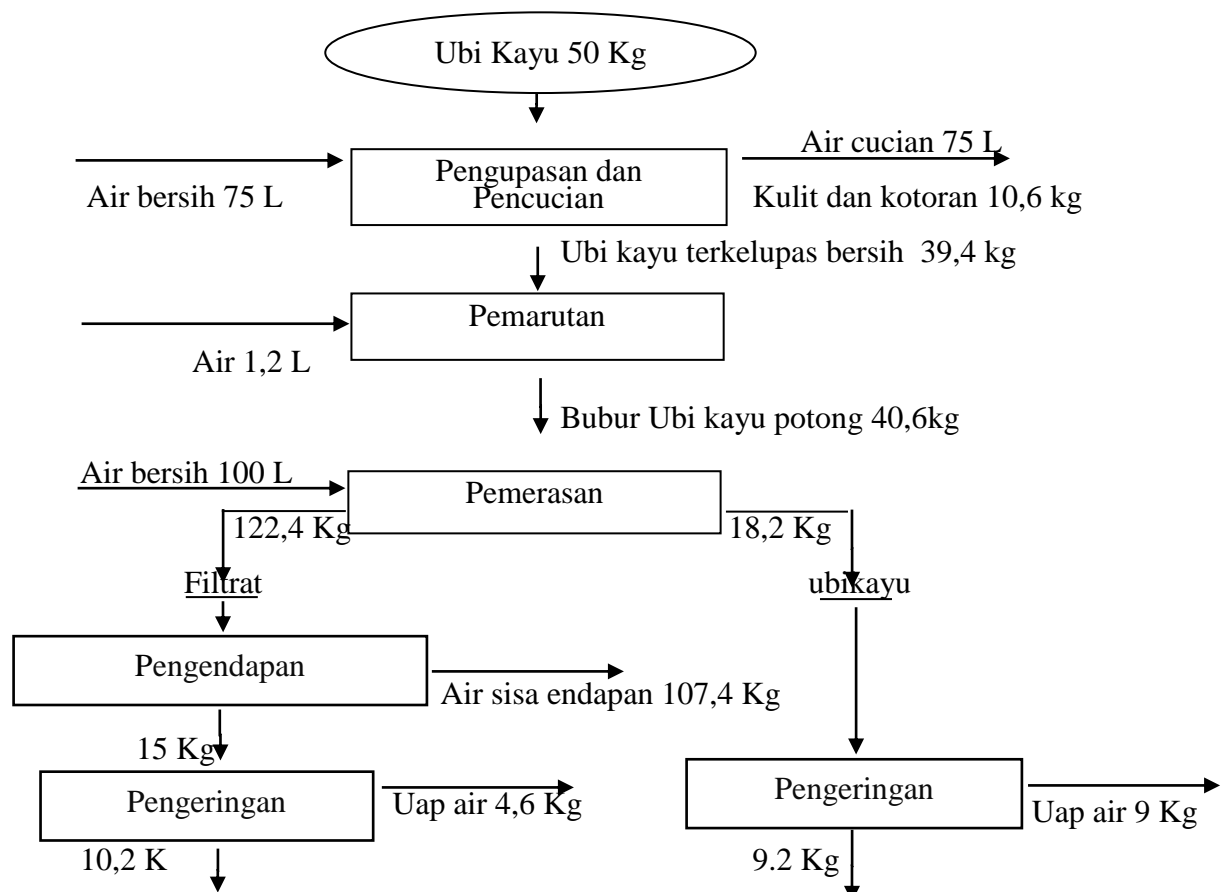 Ubi Kayu 50 Kg
Air cucian 75 L
Pengupasan dan
Pencucian
Air bersih 75 L
Kulit dan kotoran 10,6 kg
Ubi kayu terkelupas bersih 39,4 kg
Pemarutan
Air 1,2 L
Bubur Ubi kayu potong 40,6kg
Air bersih 100 L
Pemerasan
122,4 Kg
18,2 Kg
Filtrat
ubikayu
Pengendapan
Air sisa endapan 107,4 Kg
15 Kg
Pengeringan
Uap air 4,6 Kg
Pengeringan
Uap air 9 Kg
10,2 K
9.2 Kg